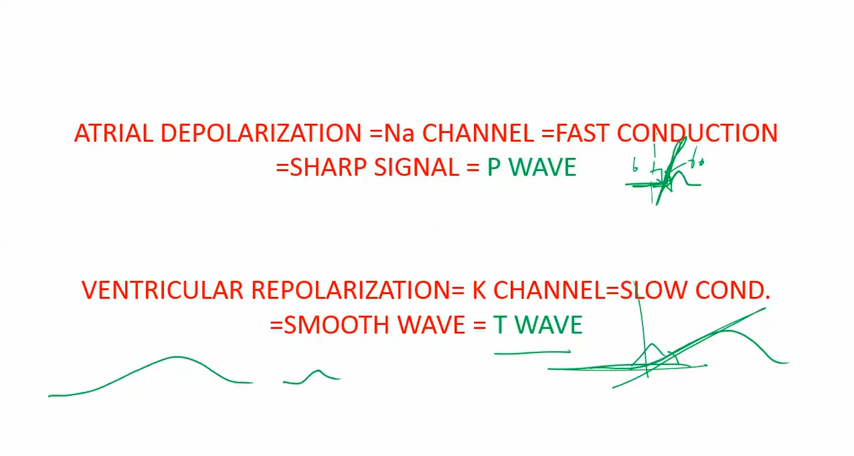 ATRIAL DEPOLARIZATION =Na CHANNEL =FAST CONDUCTION
=SHARP SIGNAL = P WAVE
VENTRICULAR REPOLARIZATION= K CHANNEL=SLOW COND.
=SMOOTH WAVE = T WAVE